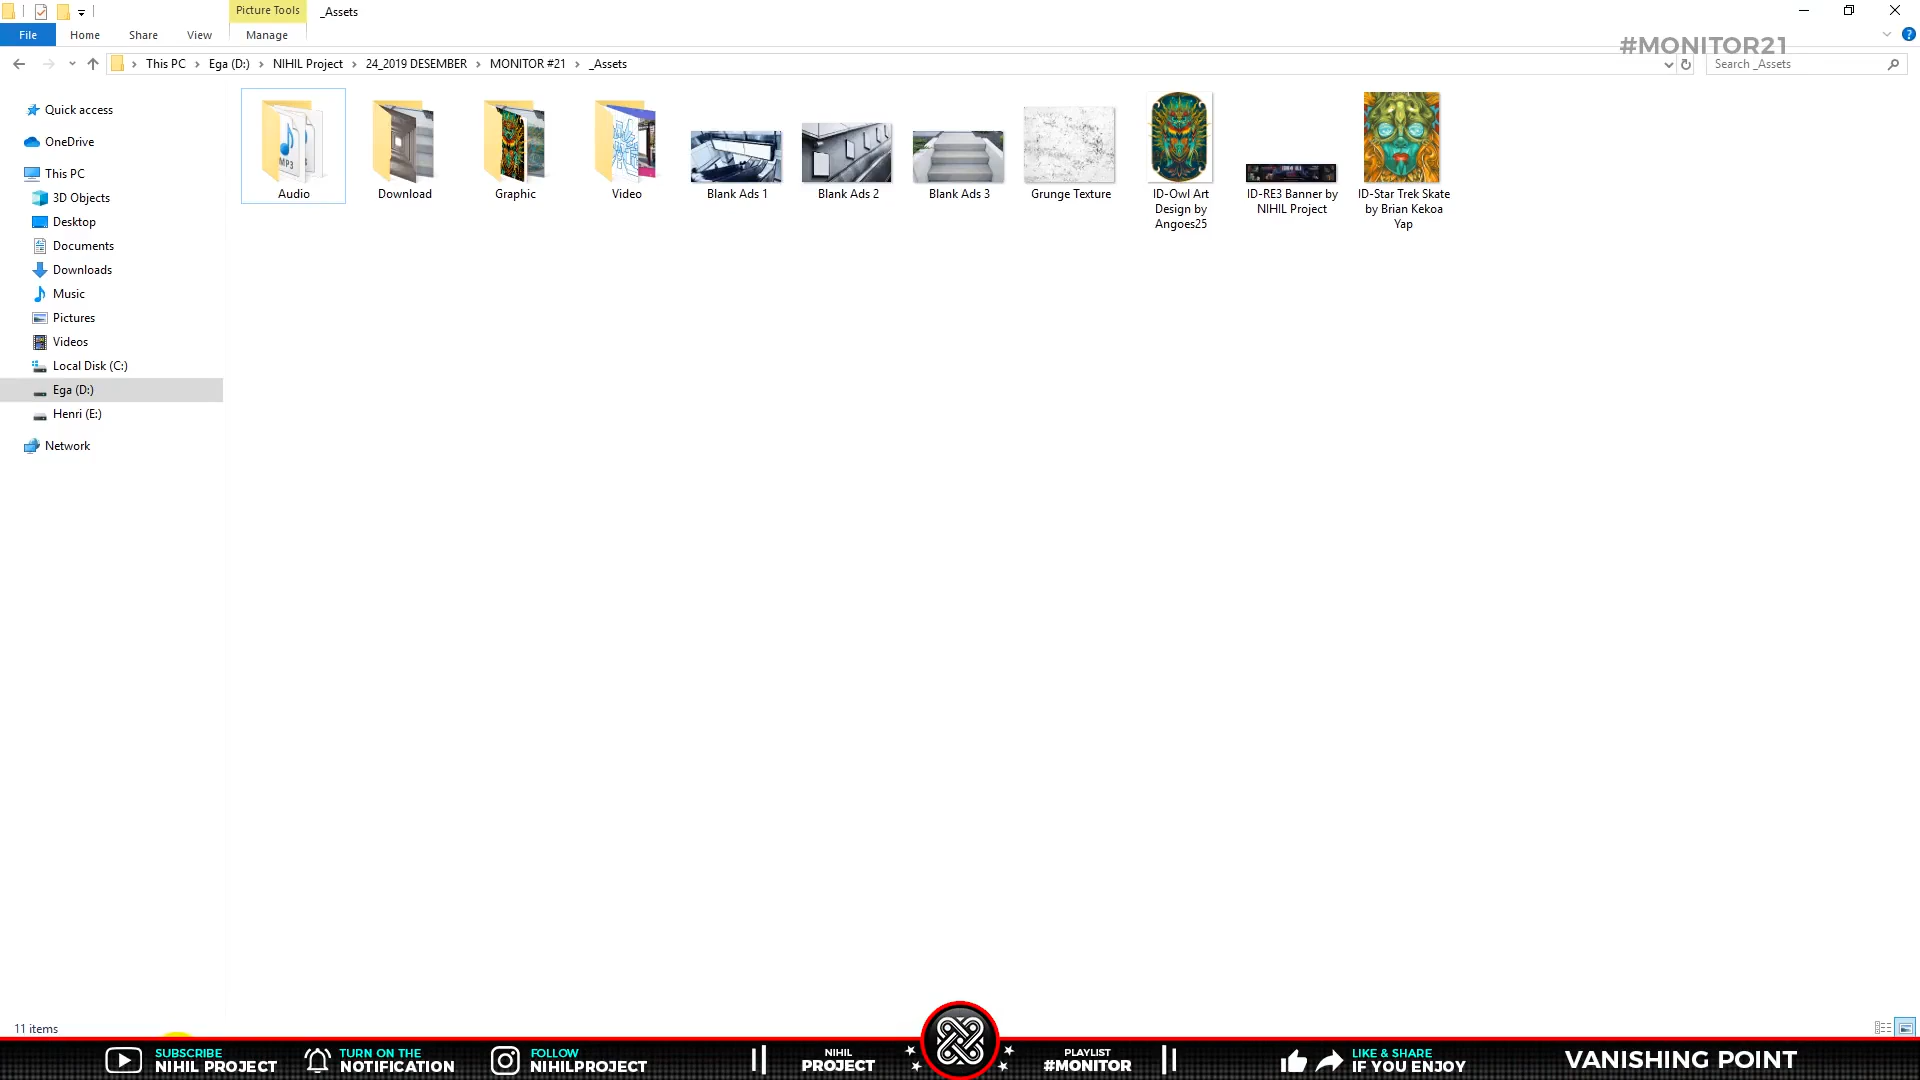 Picture Tools
_Assets
File
Home
Share
View
Manage
#MONITOR21
This PC
Ega (D:)
NIHIL Project
24_2019 DESEMBER
MONITOR #21
_Assets
Search _Assets
Quick access
OneDrive
This PC
3D Objects
Desktop
Documents
Downloads
Music
Pictures
Videos
Local Disk (C:)
Ega (D:)
Henri (E:)
Network
MP3
Audio
Download
Graphic
Video
Blank Ads 1
Blank Ads 2
Blank Ads 3
Grunge Texture
ID-Owl Art
Design by
Angoes25
ID-RE3 Banner by
NIHIL Project
ID-Star Trek Skate
by Brian Kekoa
Yap
11 items
SUBSCRIBE
NIHIL PROJECT
TURN ON THE
NOTIFICATION
FOLLOW
NIHILPROJECT
NIHIL
PROJECT
PLAYLIST
#MONITOR
LIKE & SHARE
IF YOU ENJOY
VANISHING POINT